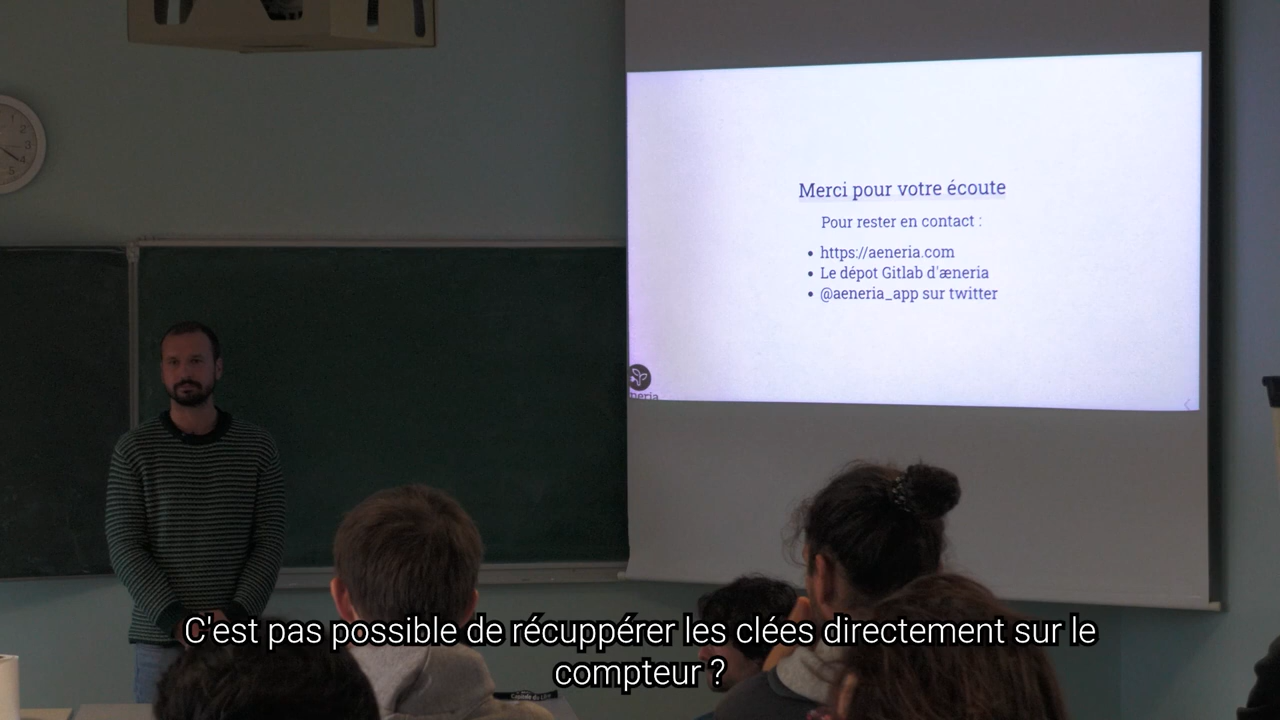 Merci pour votre écoute
Pour rester en contact :
• https://aeneria.com
• Le dépot Gitlab d'æneria
• @aeneria_app sur twitter
neria
C'est pas possible de récuppérer les clées directement sur le
compteur ?